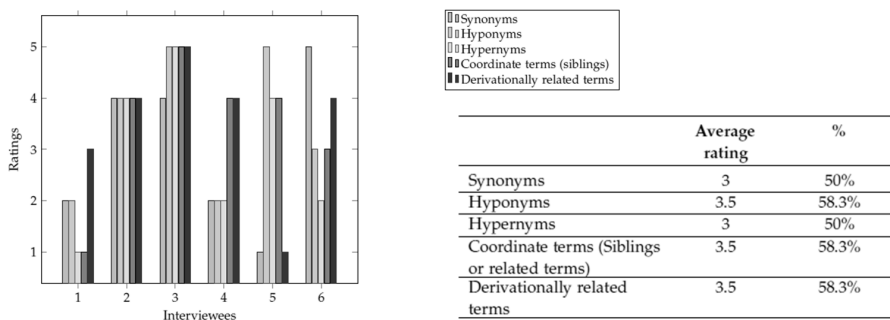 5
4
3
2
1
Ratings
1 2 3 4 5 6
Interviewees
Synonyms
Hyponyms
Hypernyms
Coordinate terms (siblings)
Derivationally related terms
Average rating %
Synonyms 3 50%
Hyponyms 3.5 58.3%
Hypernyms 3 50%
Coordinate terms (Siblings 3.5 58.3%
or related terms)
Derivationally related 3.5 58.3%
terms